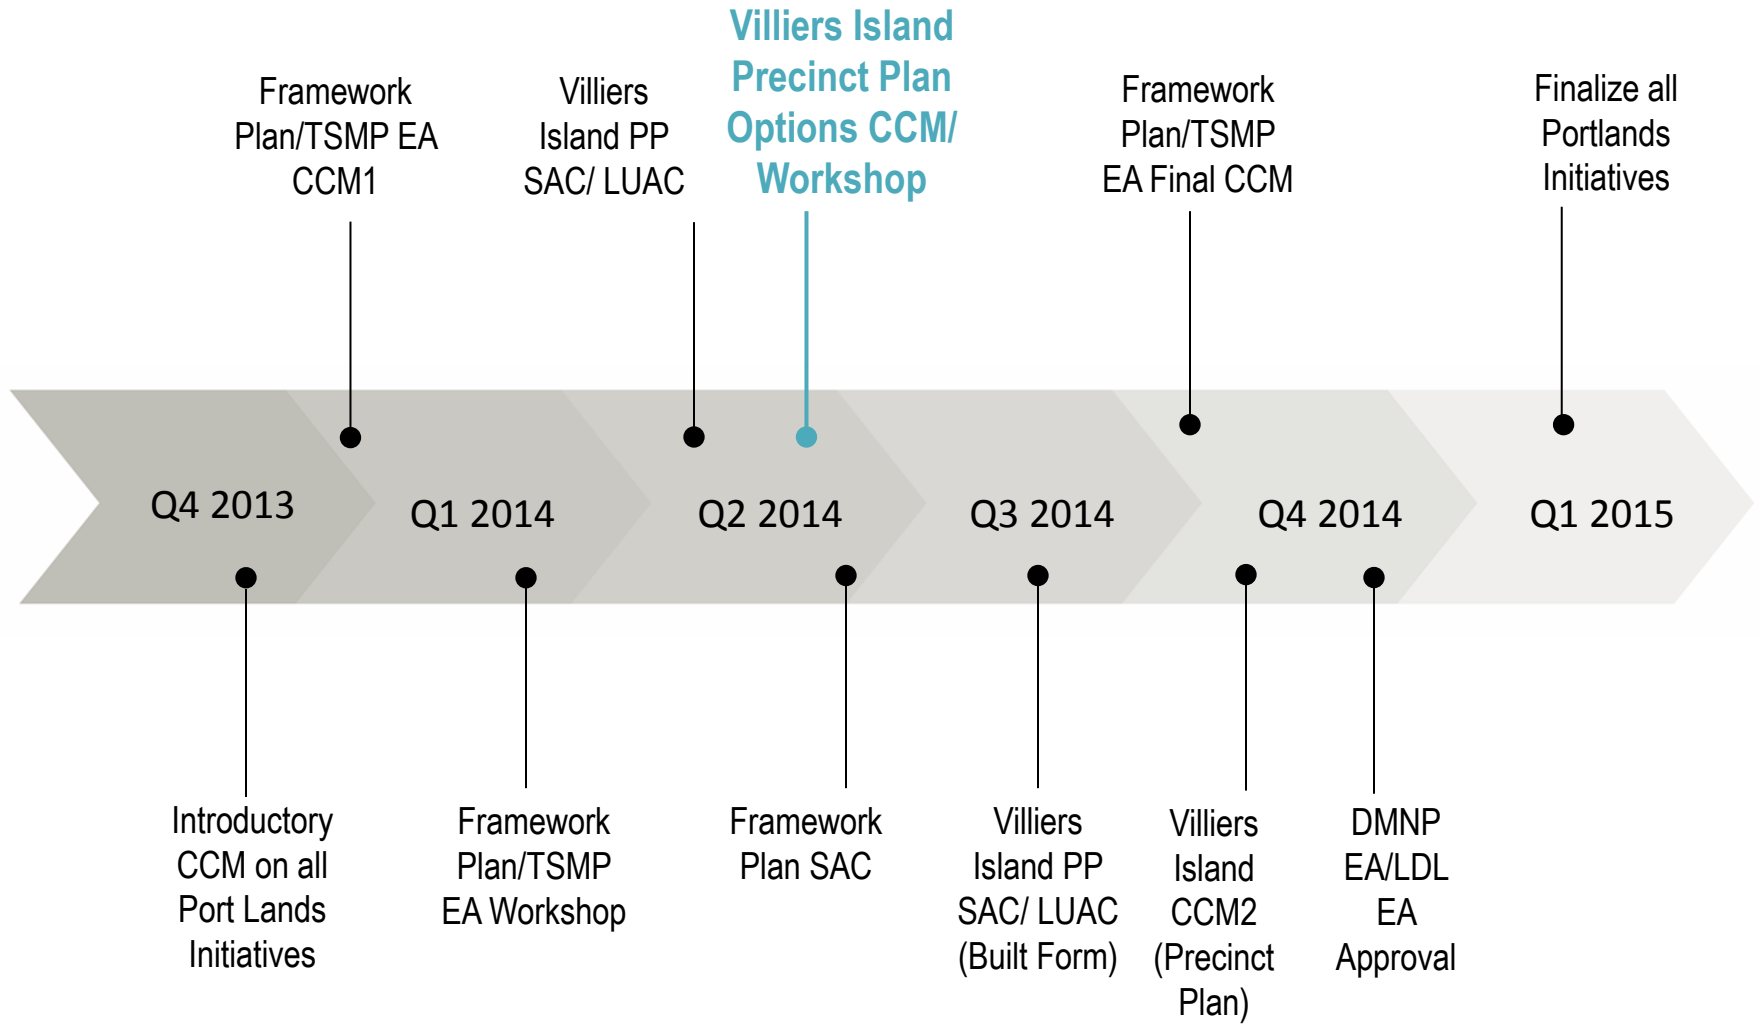 Framework
Plan/TSMP EA
CCM1
Villiers
Island PP
SAC/ LUAC
Villiers Island
Precinct Plan
Options CCM/
Workshop
Framework
Plan/TSMP
EA Final CCM
Finalize all
Portlands
Initiatives
Q4 2013
Q1 2014
Q2 2014
Q3 2014
Q4 2014
Q1 2015
Introductory
CCM on all
Port Lands
Initiatives
Framework
Plan/TSMP
EA Workshop
Framework
Plan SAC
Villiers
Island PP
SAC/ LUAC
(Built Form)
Villiers
Island
CCM2
(Precinct
Plan)
DMNP
EA/LDL
EA
Approval